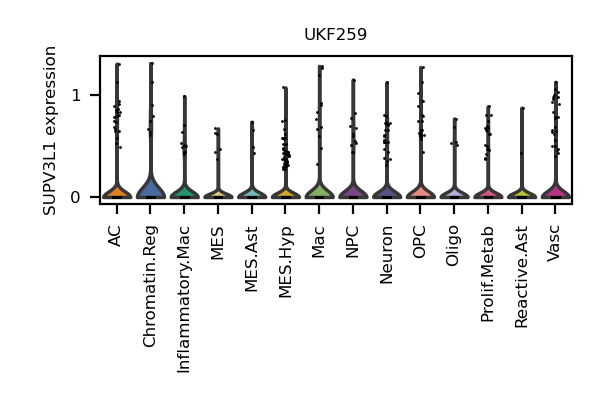 UKF259
SUPV3L1 expression
1
0
AC
Chromatin.Reg
Inflammatory.Mac
MES
MES.Ast
MES.Hyp
Mac
NPC
Neuron
OPC
Oligo
Prolif.Metab
Reactive.Ast
Vasc